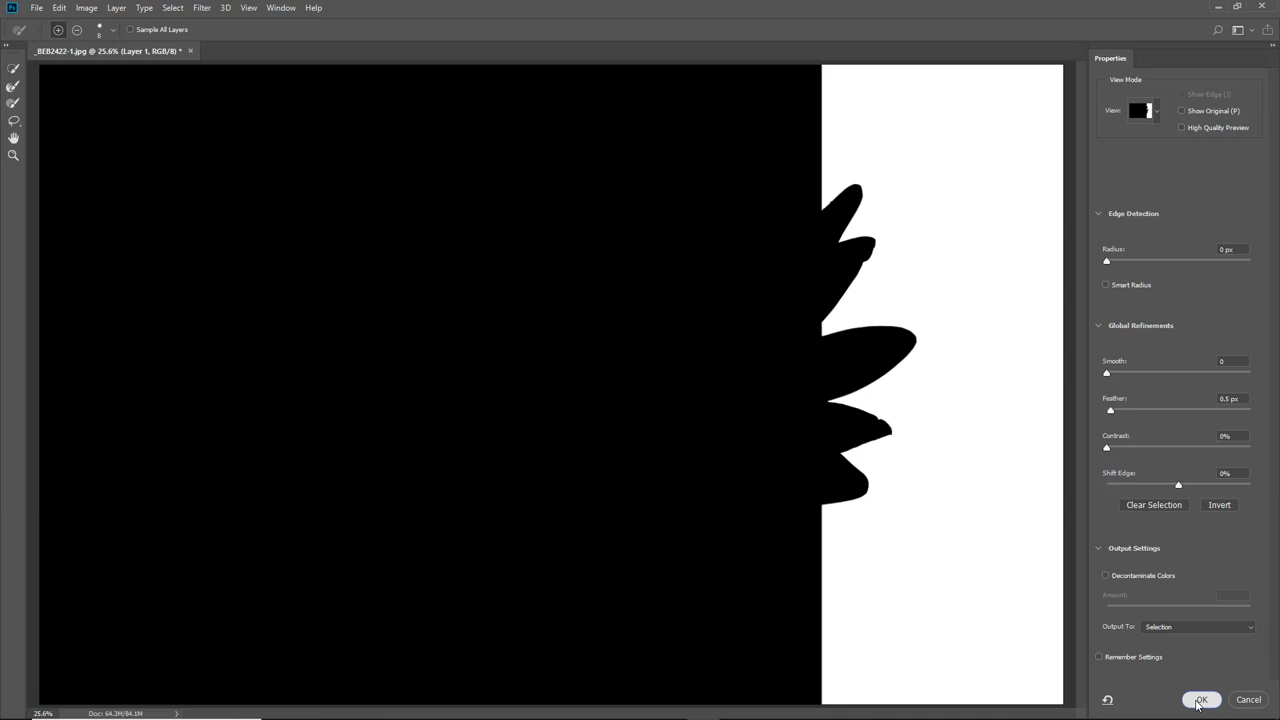 Ps File Edit Image Layer Type Select Filter 3D View Window Help
8 Sample All Layers
_BEB2422-1.jpg @ 25.6% (Layer 1, RGB/8) * ×
Properties
View Mode
Show Edge (J)
View: Show Original (P)
High Quality Preview
Edge Detection
Radius: 0 px
Smart Radius
Global Refinements
Smooth: 0
Feather: 0.5 px
Contrast: 0%
Shift Edge: 0%
Clear Selection Invert
Output Settings
Decontaminate Colors
Amount:
Output To: Selection
Remember Settings
OK Cancel
25.6% Doc: 64.3M/84.1M